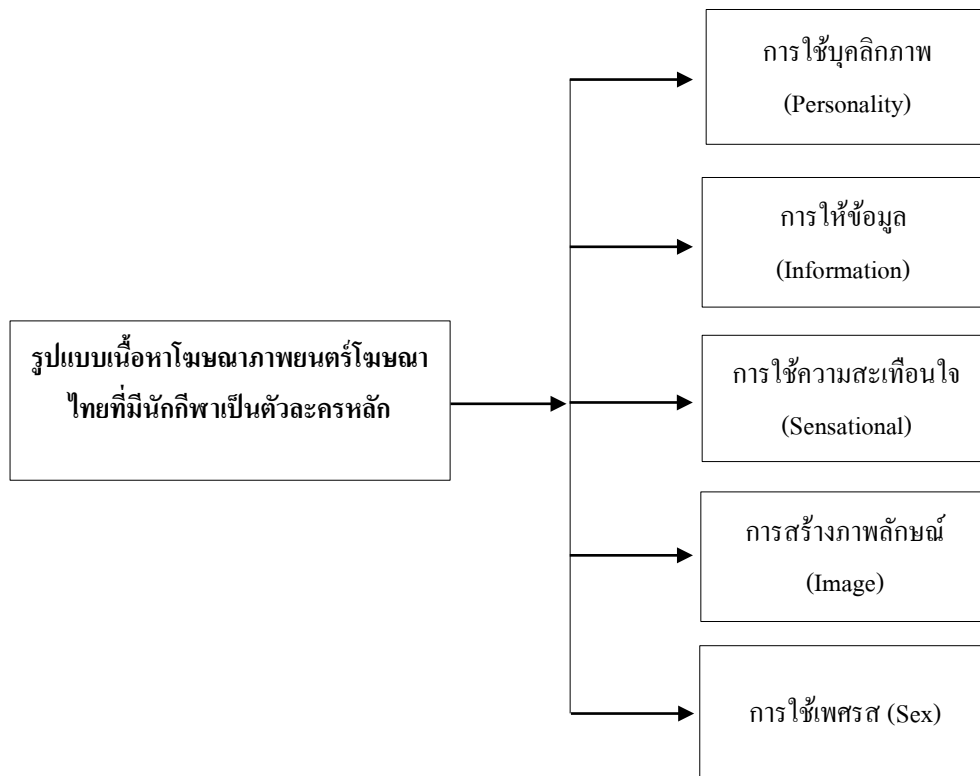 การใช้บุคลิกภาพ
(Personality)
การให้ข้อมูล
(Information)
รูปแบบเนื้อหาโฆษณาภาพยนตร์โฆษณา
ไทยที่มีนักกีฬาเป็นตัวละครหลัก
การใช้ความสะเทือนใจ
(Sensational)
การสร้างภาพลักษณ์
(Image)
การใช้เพศรส (Sex)